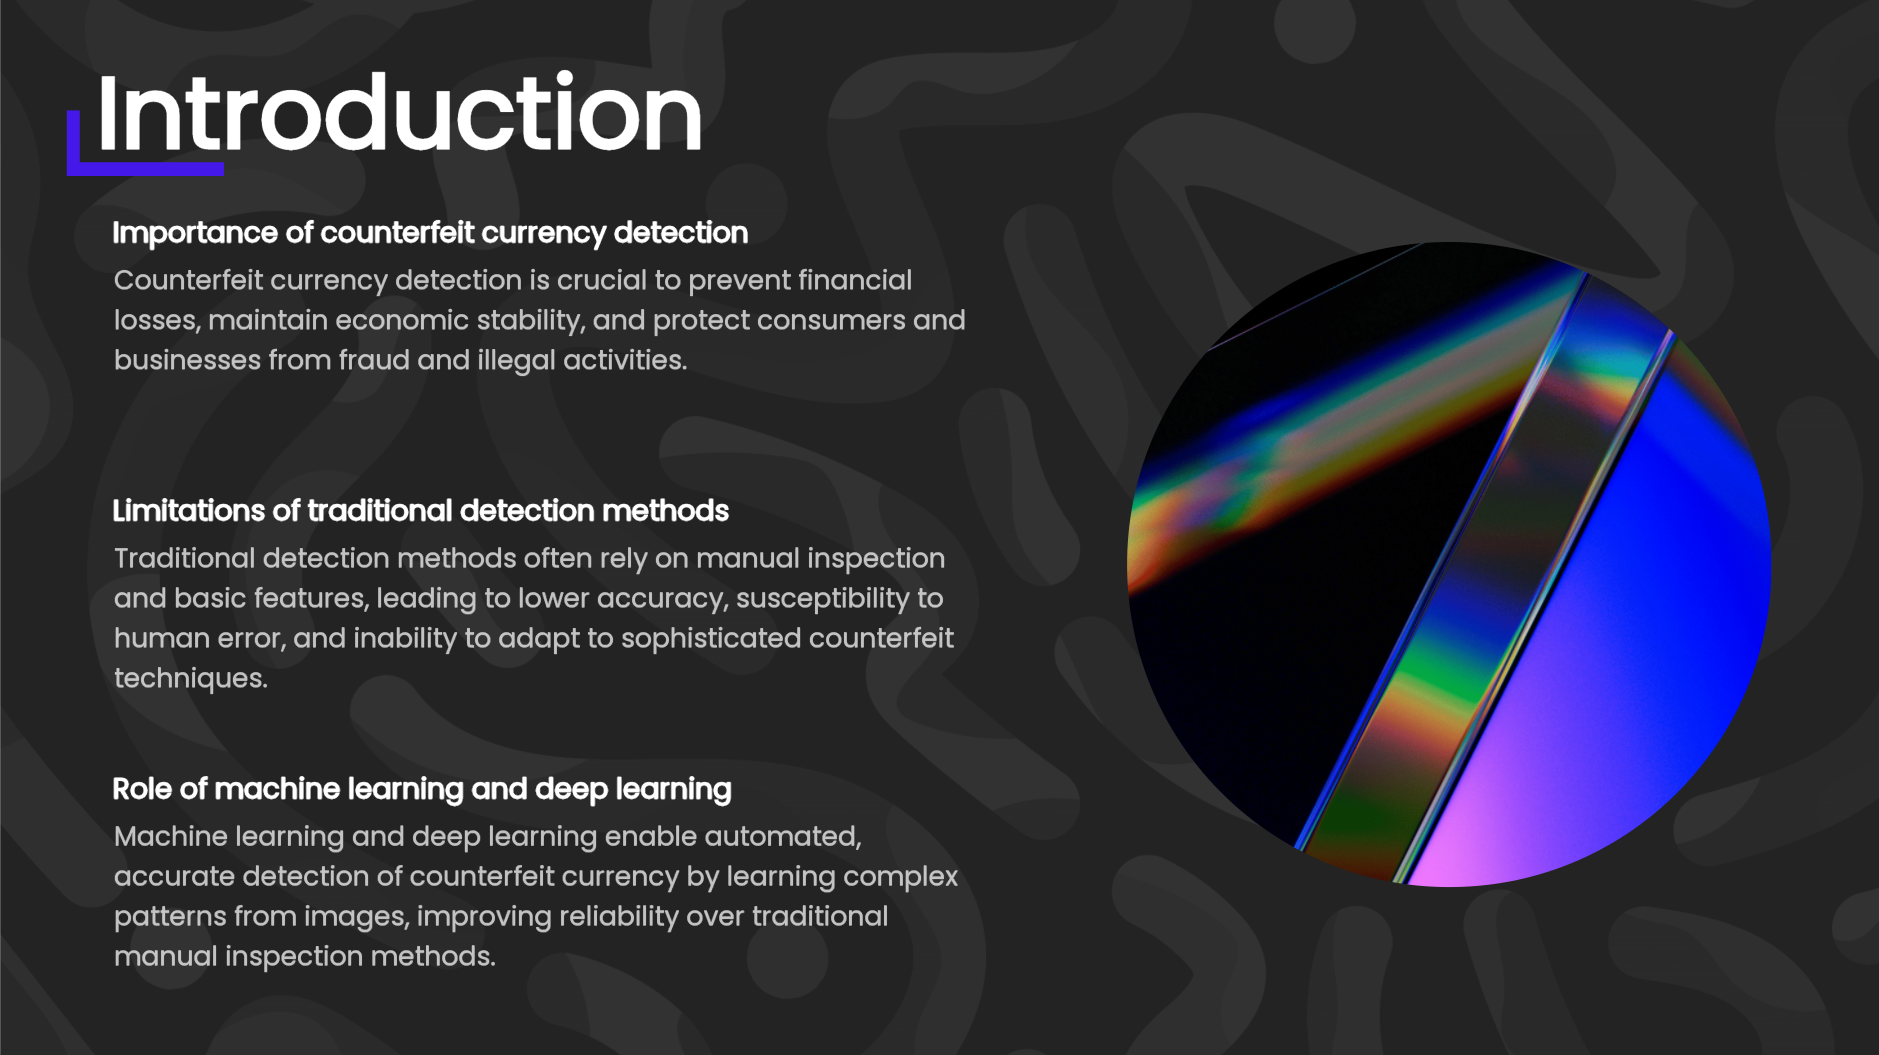 Introduction
Importance of counterfeit currency detection
Counterfeit currency detection is crucial to prevent financial
losses, maintain economic stability, and protect consumers and
businesses from fraud and illegal activities.
Limitations of traditional detection methods
Traditional detection methods often rely on manual inspection
and basic features, leading to lower accuracy, susceptibility to
human error, and inability to adapt to sophisticated counterfeit
techniques.
Role of machine learning and deep learning
Machine learning and deep learning enable automated,
accurate detection of counterfeit currency by learning complex
patterns from images, improving reliability over traditional
manual inspection methods.